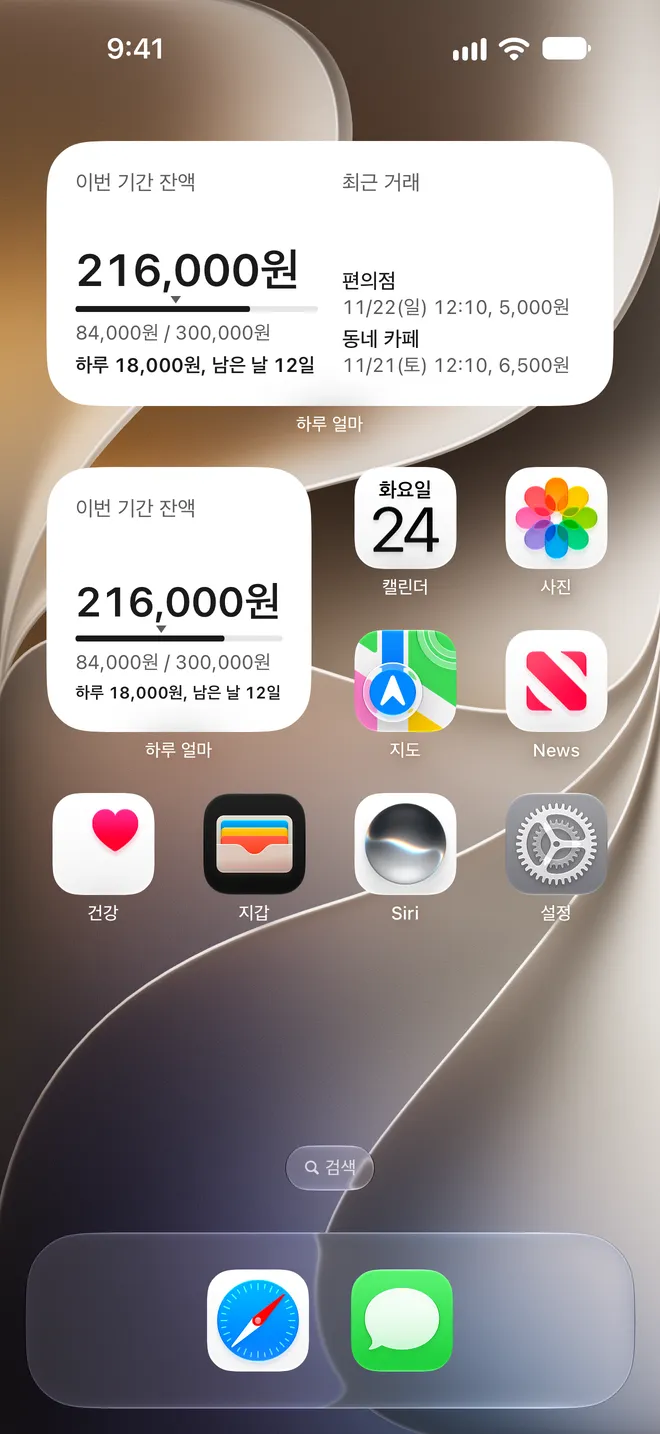 9:41
이번 기간 잔액
최근 거래
216,000원
84,000원 / 300,000원
하루 18,000원, 남은 날 12일
편의점
11/22(일) 12:10, 5,000원
동네 카페
11/21(토) 12:10, 6,500원
하루 얼마
이번 기간 잔액
216,000원
84,000원 / 300,000원
하루 18,000원, 남은 날 12일
하루 얼마
화요일
24
캘린더
사진
지도
News
건강
지갑
Siri
설정
검색